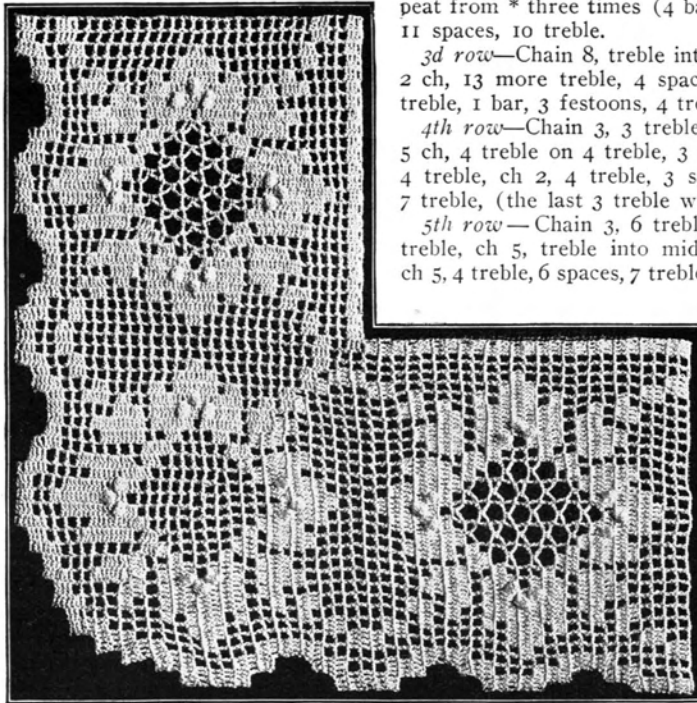 peat from * three times (4 ba
11 spaces, 10 treble.
3d row—Chain 8, treble int
2 ch, 13 more treble, 4 spac
treble, 1 bar, 3 festoons, 4 tre
4th row—Chain 3, 3 treble
5 ch, 4 treble on 4 treble, 3
4 treble, ch 2, 4 treble, 3 s
7 treble, (the last 3 treble w
5th row—Chain 3, 6 trebl
treble, ch 5, treble into mid
ch 5, 4 treble, 6 spaces, 7 treble